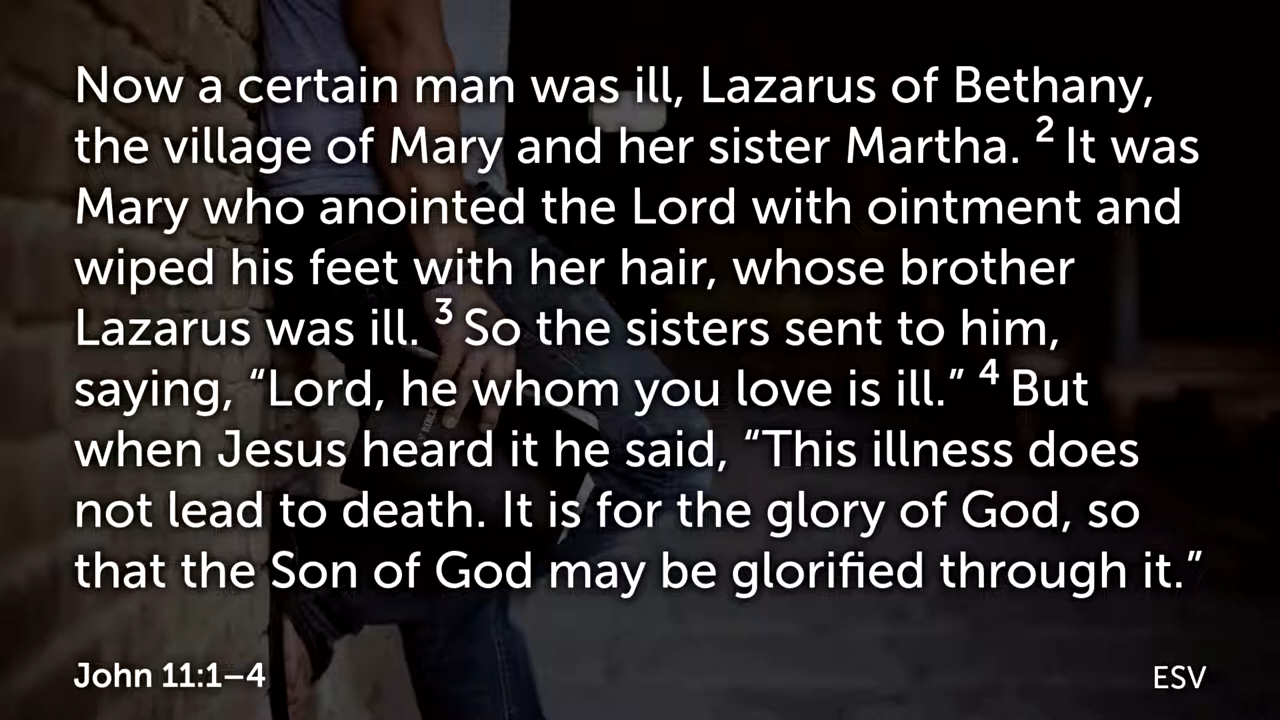 Now a certain man was ill, Lazarus of Bethany,
the village of Mary and her sister Martha. ² It was
Mary who anointed the Lord with ointment and
wiped his feet with her hair, whose brother
Lazarus was ill. ³ So the sisters sent to him,
saying, “Lord, he whom you love is ill.” ⁴ But
when Jesus heard it he said, “This illness does
not lead to death. It is for the glory of God, so
that the Son of God may be glorified through it.”
John 11:1–4
ESV